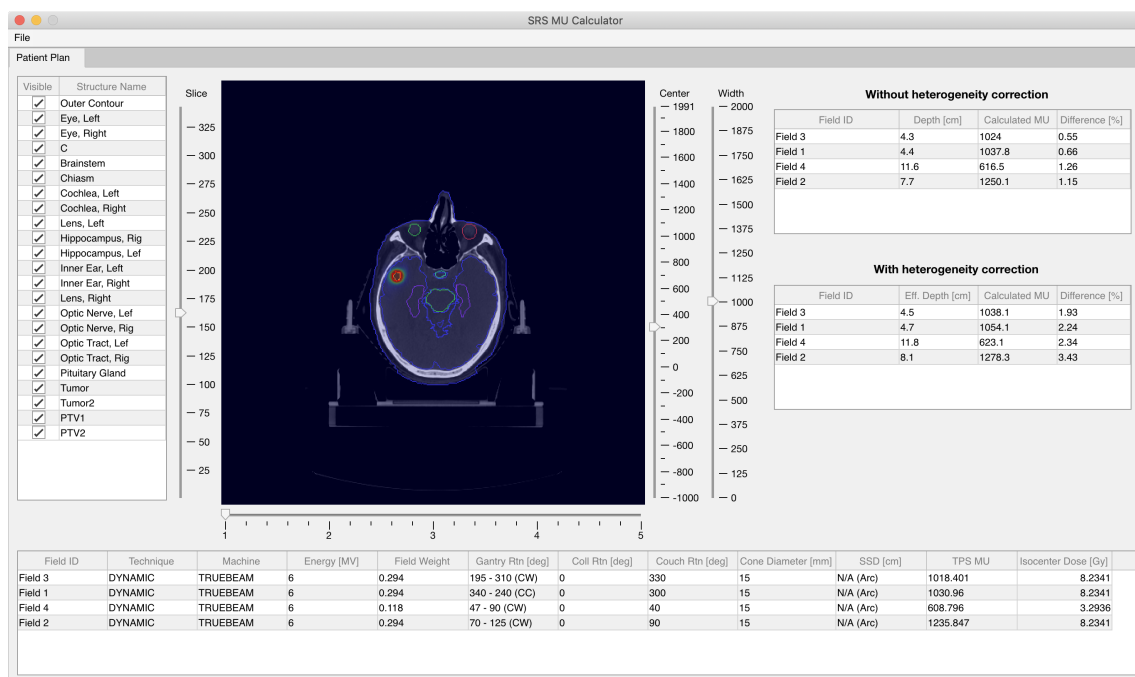 SRS MU Calculator
File
Patient Plan
Visible Structure Name
Outer Contour
Eye, Left
Eye, Right
C
Brainstem
Chiasm
Cochlea, Left
Cochlea, Right
Lens, Left
Hippocampus, Rig
Hippocampus, Lef
Inner Ear, Left
Inner Ear, Right
Lens, Right
Optic Nerve, Lef
Optic Nerve, Rig
Optic Tract, Lef
Optic Tract, Rig
Pituitary Gland
Tumor
Tumor2
PTV1
PTV2
Slice
325
300
275
250
225
200
175
150
125
100
75
50
25
1 2 3 4 5
Center
1991
1800
1600
1400
1200
1000
800
600
400
200
0
-200
-400
-600
-800
-1000
Width
2000
1875
1750
1625
1500
1375
1250
1125
1000
875
750
625
500
375
250
125
0
Without heterogeneity correction
Field ID Depth [cm] Calculated MU Difference [%]
Field 3 4.3 1024 0.55
Field 1 4.4 1037.8 0.66
Field 4 11.6 616.5 1.26
Field 2 7.7 1250.1 1.15
With heterogeneity correction
Field ID Eff. Depth [cm] Calculated MU Difference [%]
Field 3 4.5 1038.1 1.93
Field 1 4.7 1054.1 2.24
Field 4 11.8 623.1 2.34
Field 2 8.1 1278.3 3.43
Field ID Technique Machine Energy [MV] Field Weight Gantry Rtn [deg] Coll Rtn [deg] Couch Rtn [deg] Cone Diameter [mm] SSD [cm] TPS MU Isocenter Dose [Gy]
Field 3 DYNAMIC TRUEBEAM 6 0.294 195 - 310 (CW) 0 330 15 N/A (Arc) 1018.401 8.2341
Field 1 DYNAMIC TRUEBEAM 6 0.294 340 - 240 (CC) 0 300 15 N/A (Arc) 1030.96 8.2341
Field 4 DYNAMIC TRUEBEAM 6 0.118 47 - 90 (CW) 0 40 15 N/A (Arc) 608.796 3.2936
Field 2 DYNAMIC TRUEBEAM 6 0.294 70 - 125 (CW) 0 90 15 N/A (Arc) 1235.847 8.2341